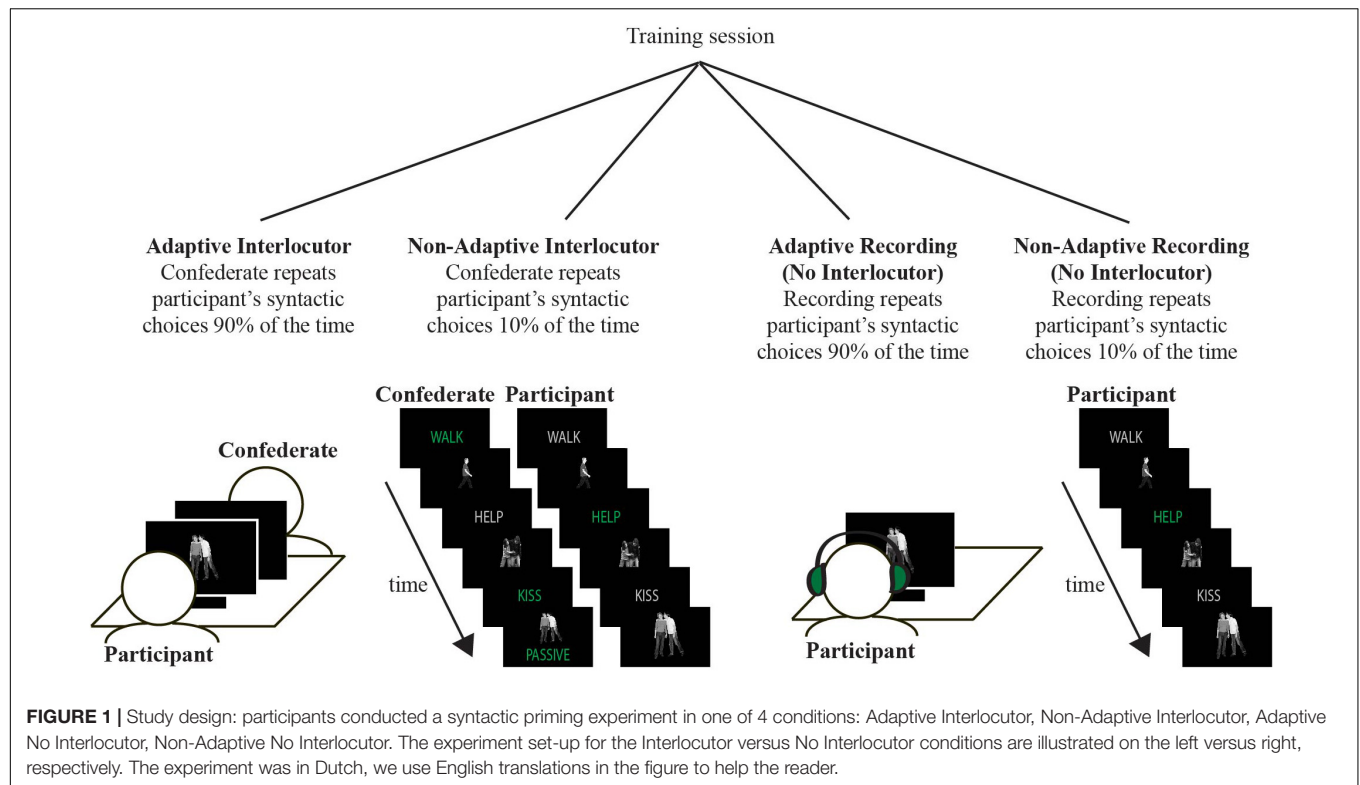 Training session
Adaptive Interlocutor
Confederate repeats
participant's syntactic
choices 90% of the time
Non-Adaptive Interlocutor
Confederate repeats
participant's syntactic
choices 10% of the time
Adaptive Recording
(No Interlocutor)
Recording repeats
participant's syntactic
choices 90% of the time
Non-Adaptive Recording
(No Interlocutor)
Recording repeats
participant's syntactic
choices 10% of the time
Confederate
Participant
Confederate
WALK
HELP
KISS
PASSIVE
time
Participant
WALK
HELP
KISS
Participant
time
Participant
WALK
HELP
KISS
FIGURE 1 | Study design: participants conducted a syntactic priming experiment in one of 4 conditions: Adaptive Interlocutor, Non-Adaptive Interlocutor, Adaptive
No Interlocutor, Non-Adaptive No Interlocutor. The experiment set-up for the Interlocutor versus No Interlocutor conditions are illustrated on the left versus right,
respectively. The experiment was in Dutch, we use English translations in the figure to help the reader.